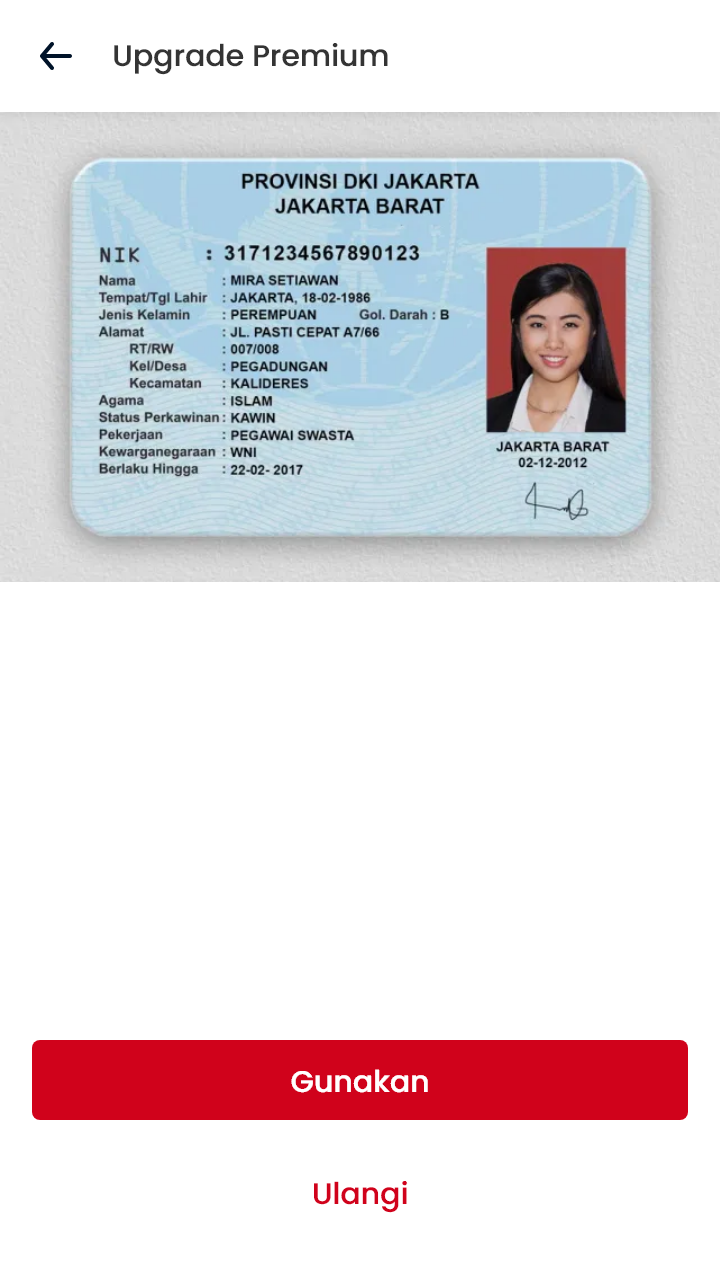 Upgrade Premium
PROVINSI DKI JAKARTA
JAKARTA BARAT
NIK : 3171234567890123
Nama : MIRA SETIAWAN
Tempat/Tgl Lahir : JAKARTA, 18-02-1986
Jenis Kelamin : PEREMPUAN Gol. Darah : B
Alamat : JL. PASTI CEPAT A7/66
RT/RW : 007/008
Kel/Desa : PEGADUNGAN
Kecamatan : KALIDERES
Agama : ISLAM
Status Perkawinan : KAWIN
Pekerjaan : PEGAWAI SWASTA
Kewarganegaraan : WNI
Berlaku Hingga : 22-02- 2017
JAKARTA BARAT
02-12-2012
Gunakan
Ulangi